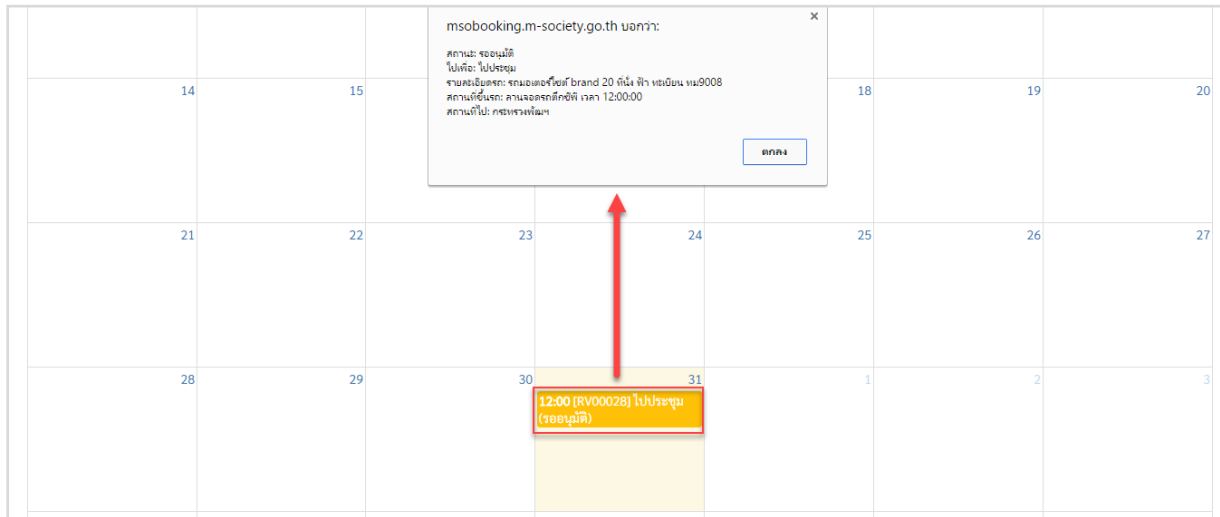 msobooking.m-society.go.th บอกว่า:
×
สถานะ: รออนุมัติ
ไปเพื่อ: ไปประชุม
รายละเอียดรถ: รถมอเตอร์ไซต์ brand 20 ที่นั่ง ฟ้า ทะเบียน ทม9008
สถานที่ขึ้นรถ: ลานจอดรถตึกซีพี เวลา 12:00:00
สถานที่ไป: กระทรวงพัฒฯ
ตกลง
14 15 18 19 20
21 22 23 24 25 26 27
28 29 30 31 1 2 3
12:00 [RV00028] ไปประชุม
(รออนุมัติ)